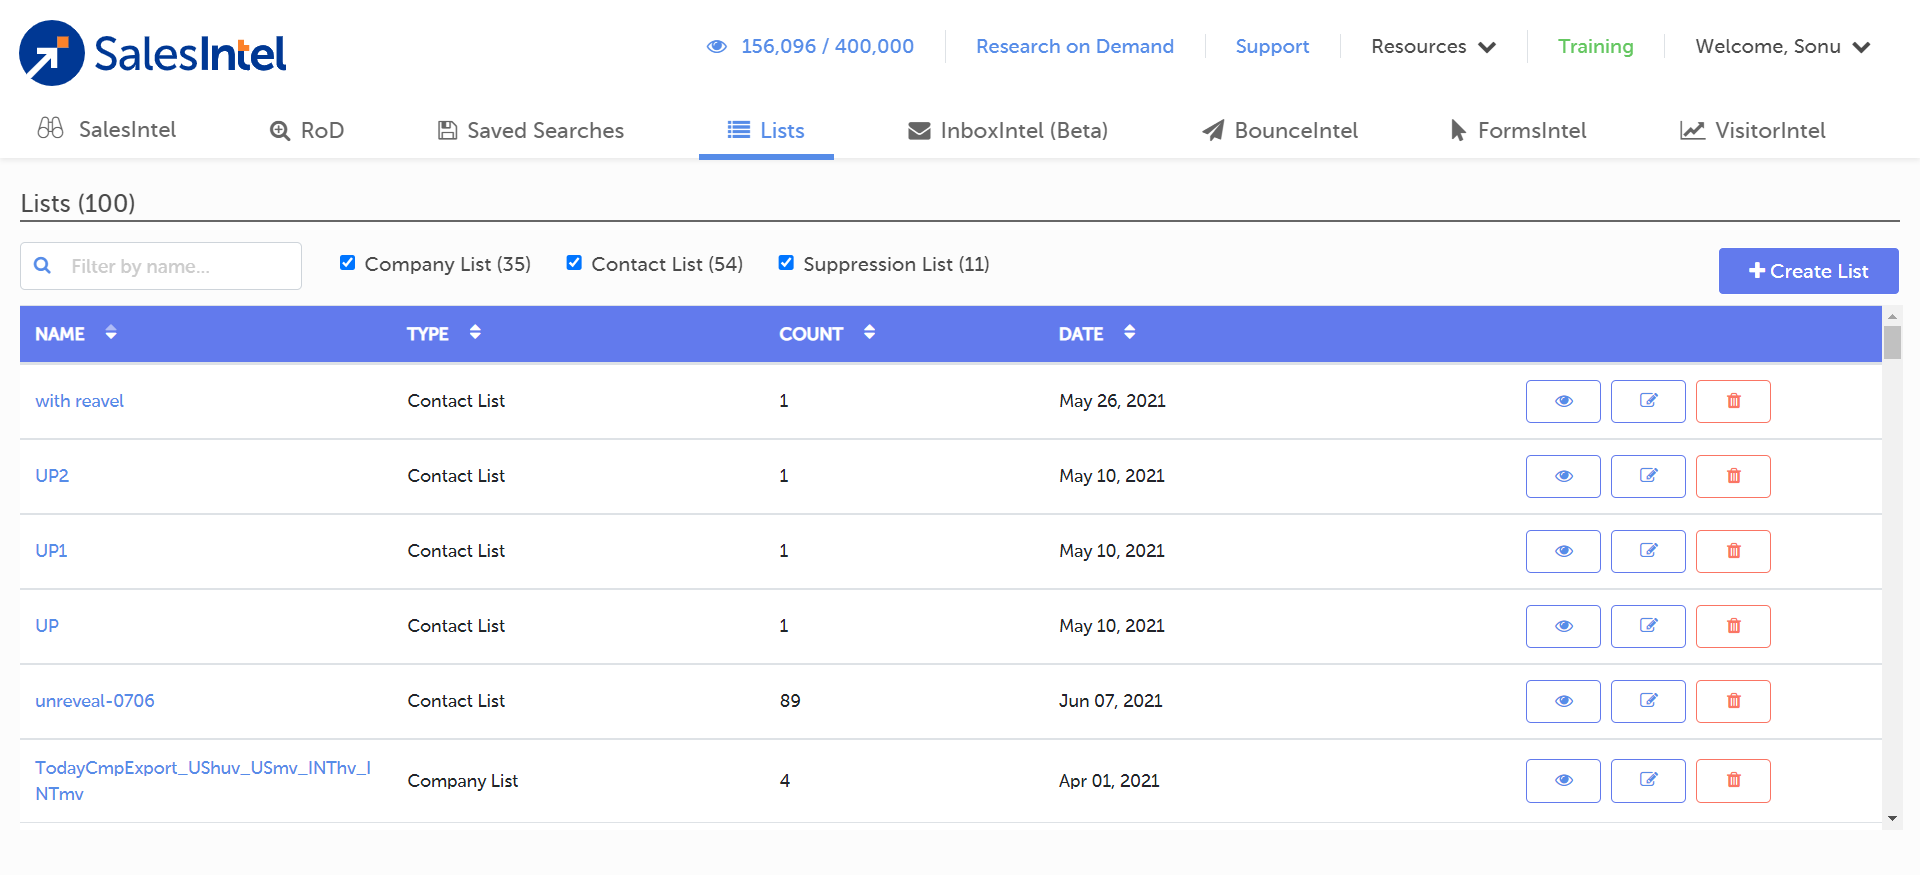 SalesIntel
156,096 / 400,000 Research on Demand Support Resources Training Welcome, Sonu
SalesIntel RoD Saved Searches Lists InboxIntel (Beta) BounceIntel FormsIntel VisitorIntel
Lists (100)
Filter by name... Company List (35) Contact List (54) Suppression List (11) Create List
NAME TYPE COUNT DATE
with reavel Contact List 1 May 26, 2021
UP2 Contact List 1 May 10, 2021
UP1 Contact List 1 May 10, 2021
UP Contact List 1 May 10, 2021
unreveal-0706 Contact List 89 Jun 07, 2021
TodayCmpExport_UShuv_USmv_INThv_I
NTmv Company List 4 Apr 01, 2021